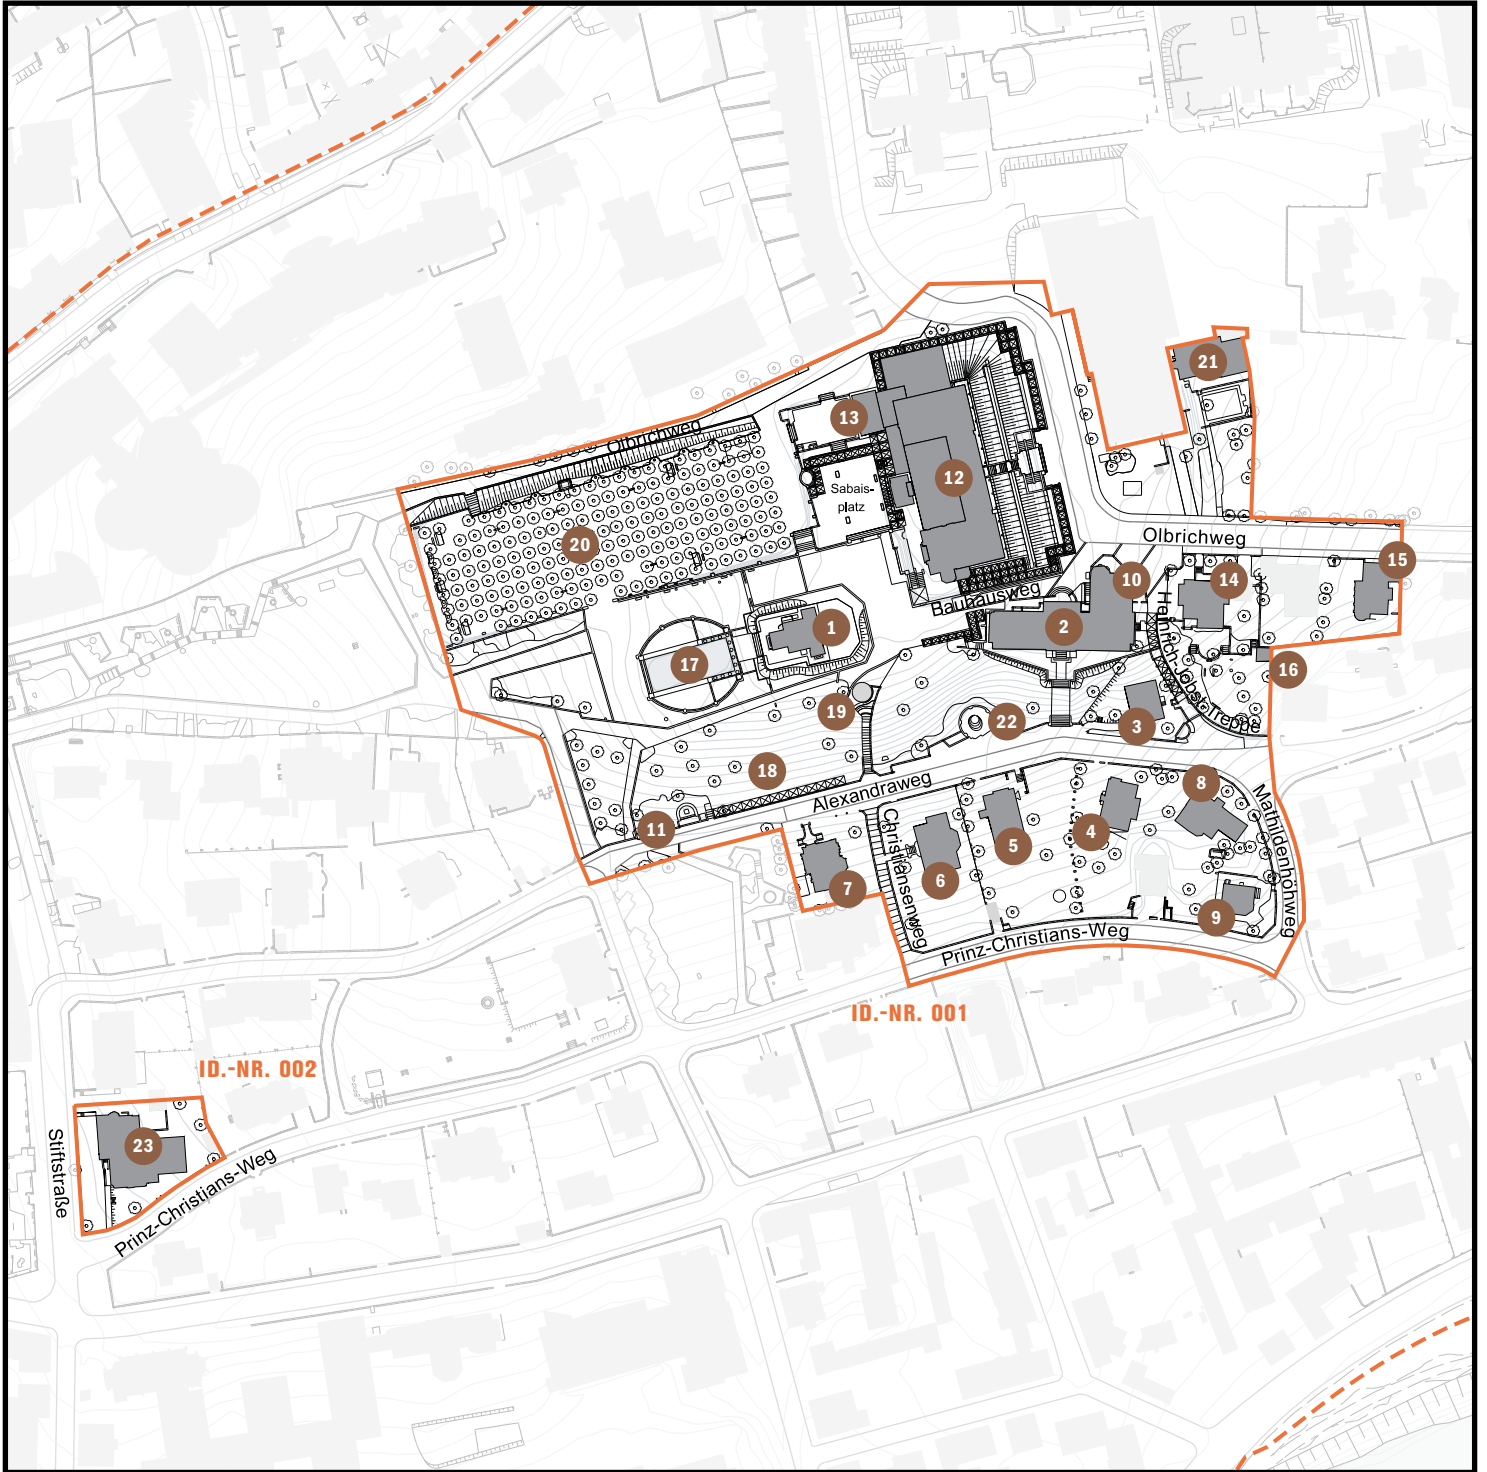 21
Olbrichweg
13
12
Sabais-
platz
20
Olbrichweg
15
10
14
Bauhausweg
1
2
Heinrich-Jobst-Treppe
17
16
19
22
3
18
Alexandraweg
8
Mathildenhöhweg
11
Christiansenweg
4
5
6
7
9
Prinz-Christians-Weg
ID.-NR. 001
ID.-NR. 002
23
Stiftstraße
Prinz-Christians-Weg